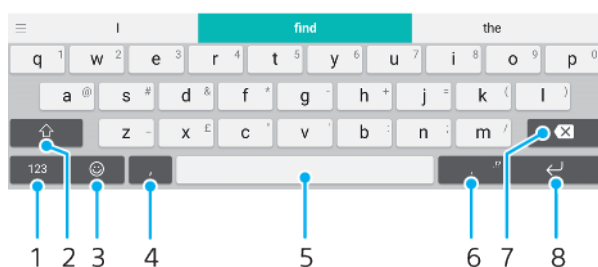 I find the
q 1 w 2 e 3 r 4 t 5 y 6 u 7 i 8 o 9 p 0
a @ s # d & f * g - h + j = k ( l )
z _ x £ c " v ' b : n ; m /
123 , . ,!?
1 2 3 4 5 6 7 8